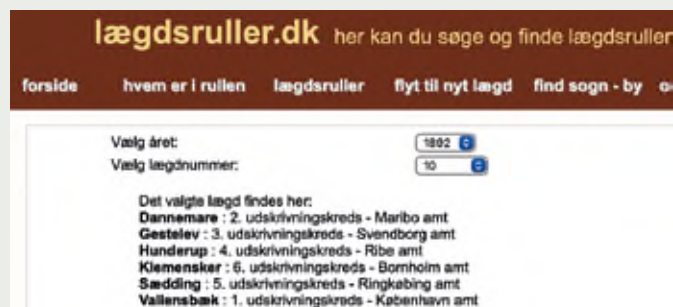 lægdsruller.dk her kan du søge og finde lægdsruller
forside hvem er i rullen lægdsruller flyt til nyt lægd find sogn - by
Vælg året: 1892
Vælg lægdnummer: 10
Det valgte lægd findes her:
Dannemare : 2. udskrivningskreds - Maribo amt
Gestelev : 3. udskrivningskreds - Svendborg amt
Hunderup : 4. udskrivningskreds - Ribe amt
Klemensker : 6. udskrivningskreds - Bornholm amt
Sædding : 5. udskrivningskreds - Ringkøbing amt
Vallensbæk : 1. udskrivningskreds - København amt